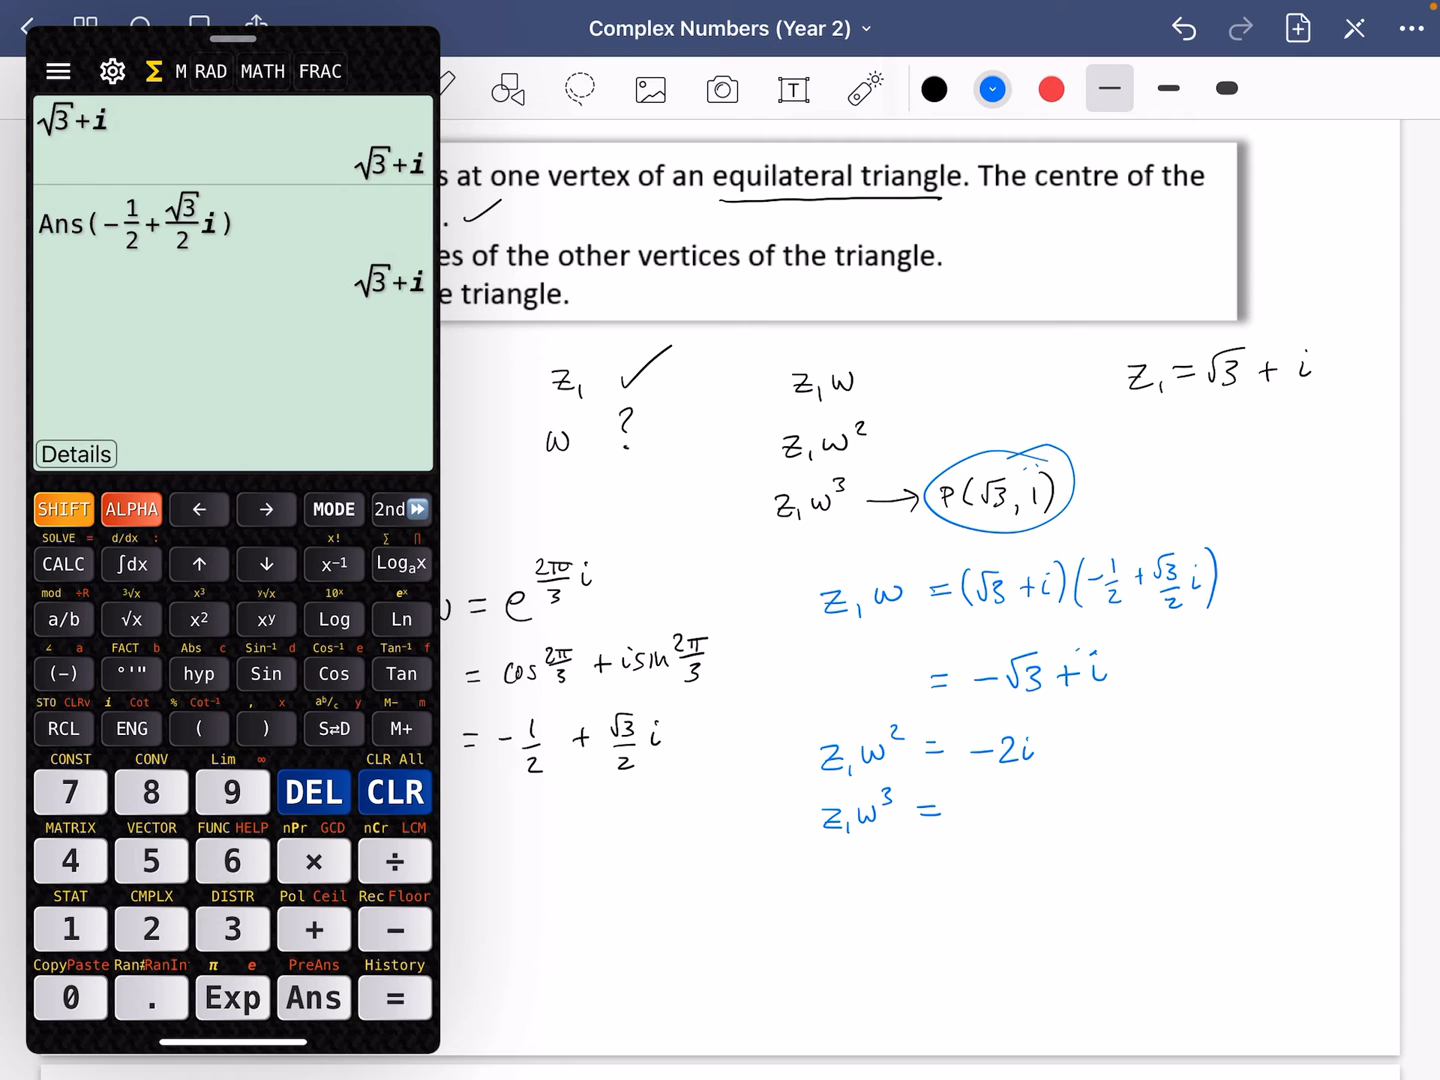 Complex Numbers (Year 2)
M RAD MATH FRAC
√3+i
√3+i
Ans(-1/2+√3/2 i)
√3+i
Details
s at one vertex of an equilateral triangle. The centre of the
. ✓
es of the other vertices of the triangle.
e triangle.
z₁ ✓
ω ?
z₁ω
z₁ω²
z₁ω³ → P(√3, 1)
z₁ = √3 + i
ω = e^(2π/3 i)
= cos 2π/3 + i sin 2π/3
= -1/2 + √3/2 i
z₁ω = (√3 + i)(-1/2 + √3/2 i)
= -√3 + i
z₁ω² = -2i
z₁ω³ =
SHIFT ALPHA ← → MODE 2nd
SOLVE = d/dx : x! ∑ ∏
CALC ∫dx ↑ ↓ x⁻¹ Logₐx
mod ÷R ³√x x³ ʸ√x 10ˣ eˣ
a/b √x x² xʸ Log Ln
∠ a FACT b Abs c Sin⁻¹ d Cos⁻¹ e Tan⁻¹ f
(−) °'" hyp Sin Cos Tan
STO CLRv i Cot % Cot⁻¹ , x aᵇ/c y M− m
RCL ENG ( ) S⇄D M+
CONST CONV Lim ∞ CLR All
7 8 9 DEL CLR
MATRIX VECTOR FUNC HELP nPr GCD nCr LCM
4 5 6 × ÷
STAT CMPLX DISTR Pol Ceil Rec Floor
1 2 3 + −
Copy Paste Ran# RanIn π e PreAns History
0 . Exp Ans =